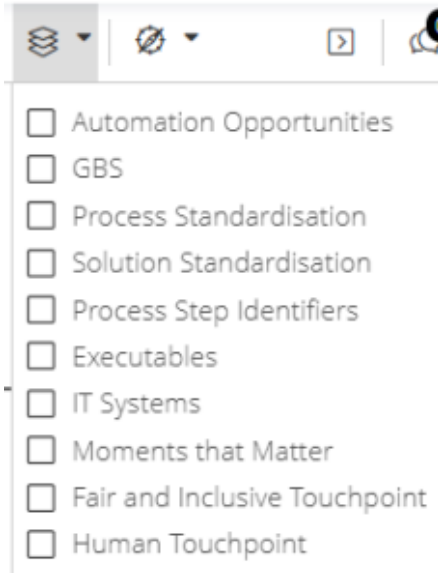 Automation Opportunities
GBS
Process Standardisation
Solution Standardisation
Process Step Identifiers
Executables
IT Systems
Moments that Matter
Fair and Inclusive Touchpoint
Human Touchpoint